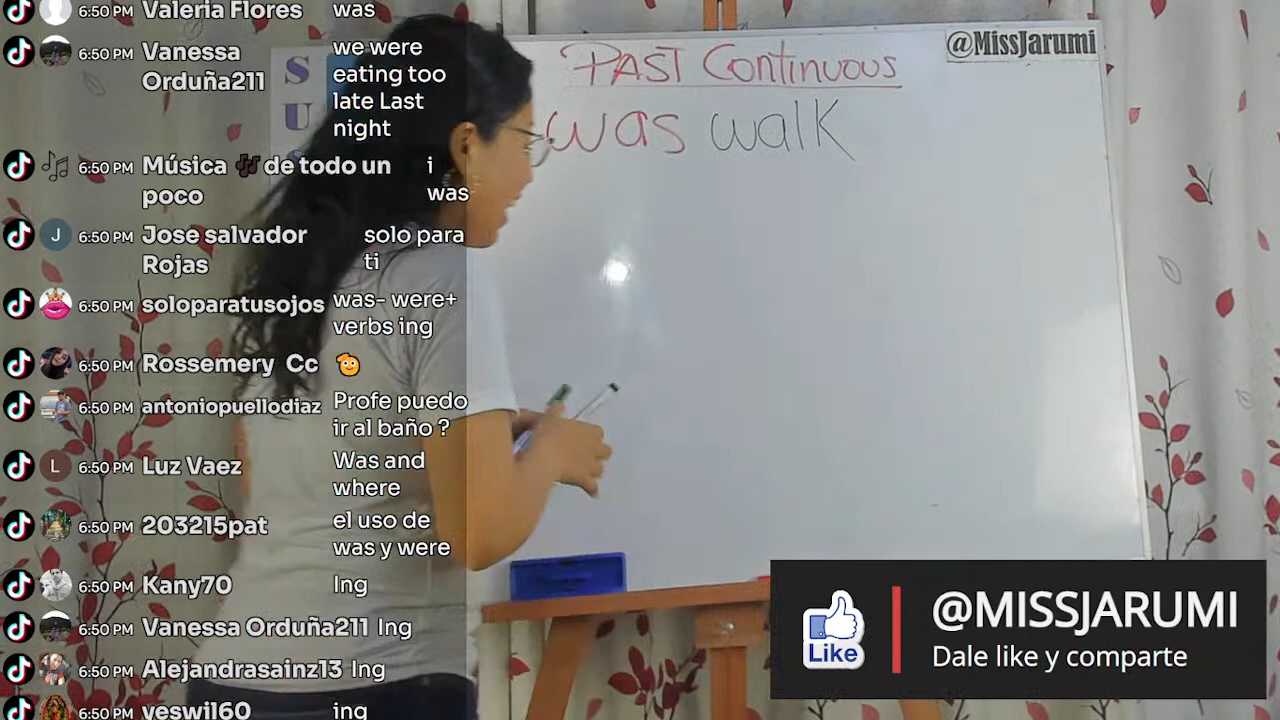 6:50 PM Valeria Flores was
6:50 PM Vanessa Orduña211 we were eating too late Last night
6:50 PM Música de todo un poco i was
6:50 PM Jose salvador Rojas solo para ti
6:50 PM soloparatusojos was- were+ verbs ing
6:50 PM Rossemery Cc
6:50 PM antoniopuellodiaz Profe puedo ir al baño ?
6:50 PM Luz Vaez Was and where
6:50 PM 203215pat el uso de was y were
6:50 PM Kany70 Ing
6:50 PM Vanessa Orduña211 Ing
6:50 PM Alejandrasainz13 Ing
6:50 PM yeswil60 ing
J
L
S
U
PAST Continuous
@MissJarumi
was walk
Like
@MISSJARUMI
Dale like y comparte